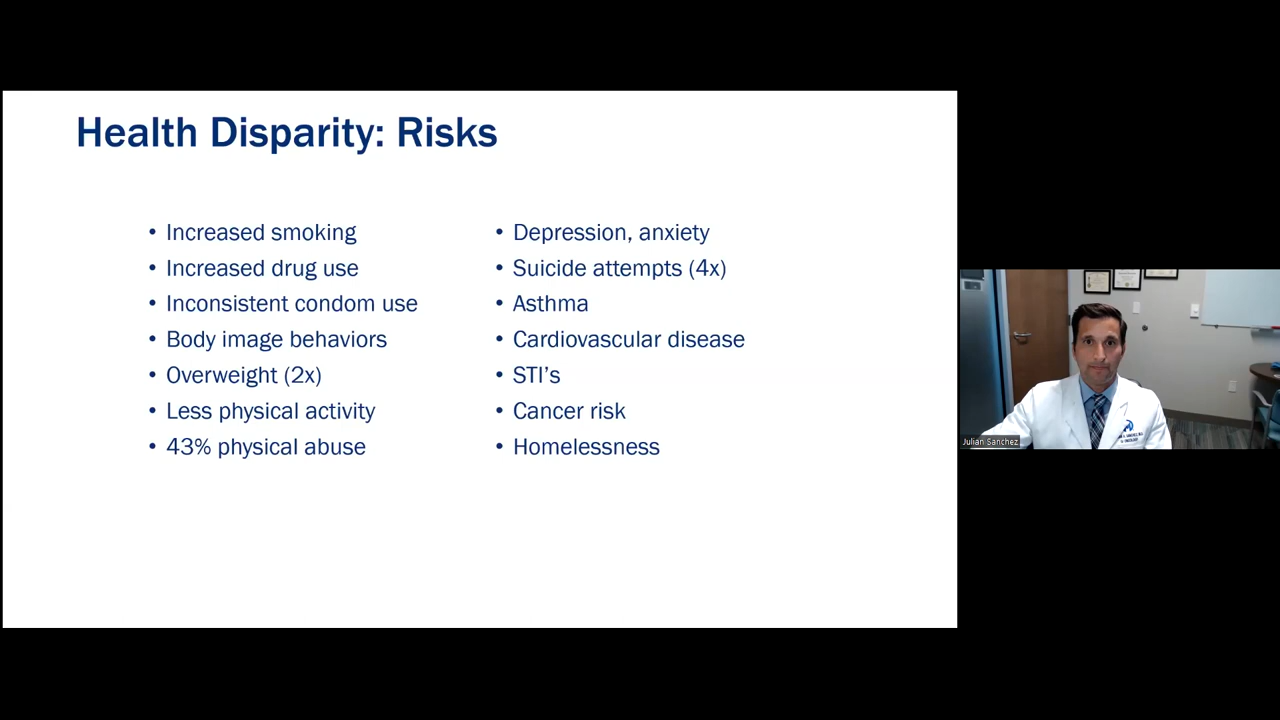 Health Disparity: Risks
• Increased smoking
• Increased drug use
• Inconsistent condom use
• Body image behaviors
• Overweight (2x)
• Less physical activity
• 43% physical abuse
• Depression, anxiety
• Suicide attempts (4x)
• Asthma
• Cardiovascular disease
• STI's
• Cancer risk
• Homelessness
Julian Sanchez